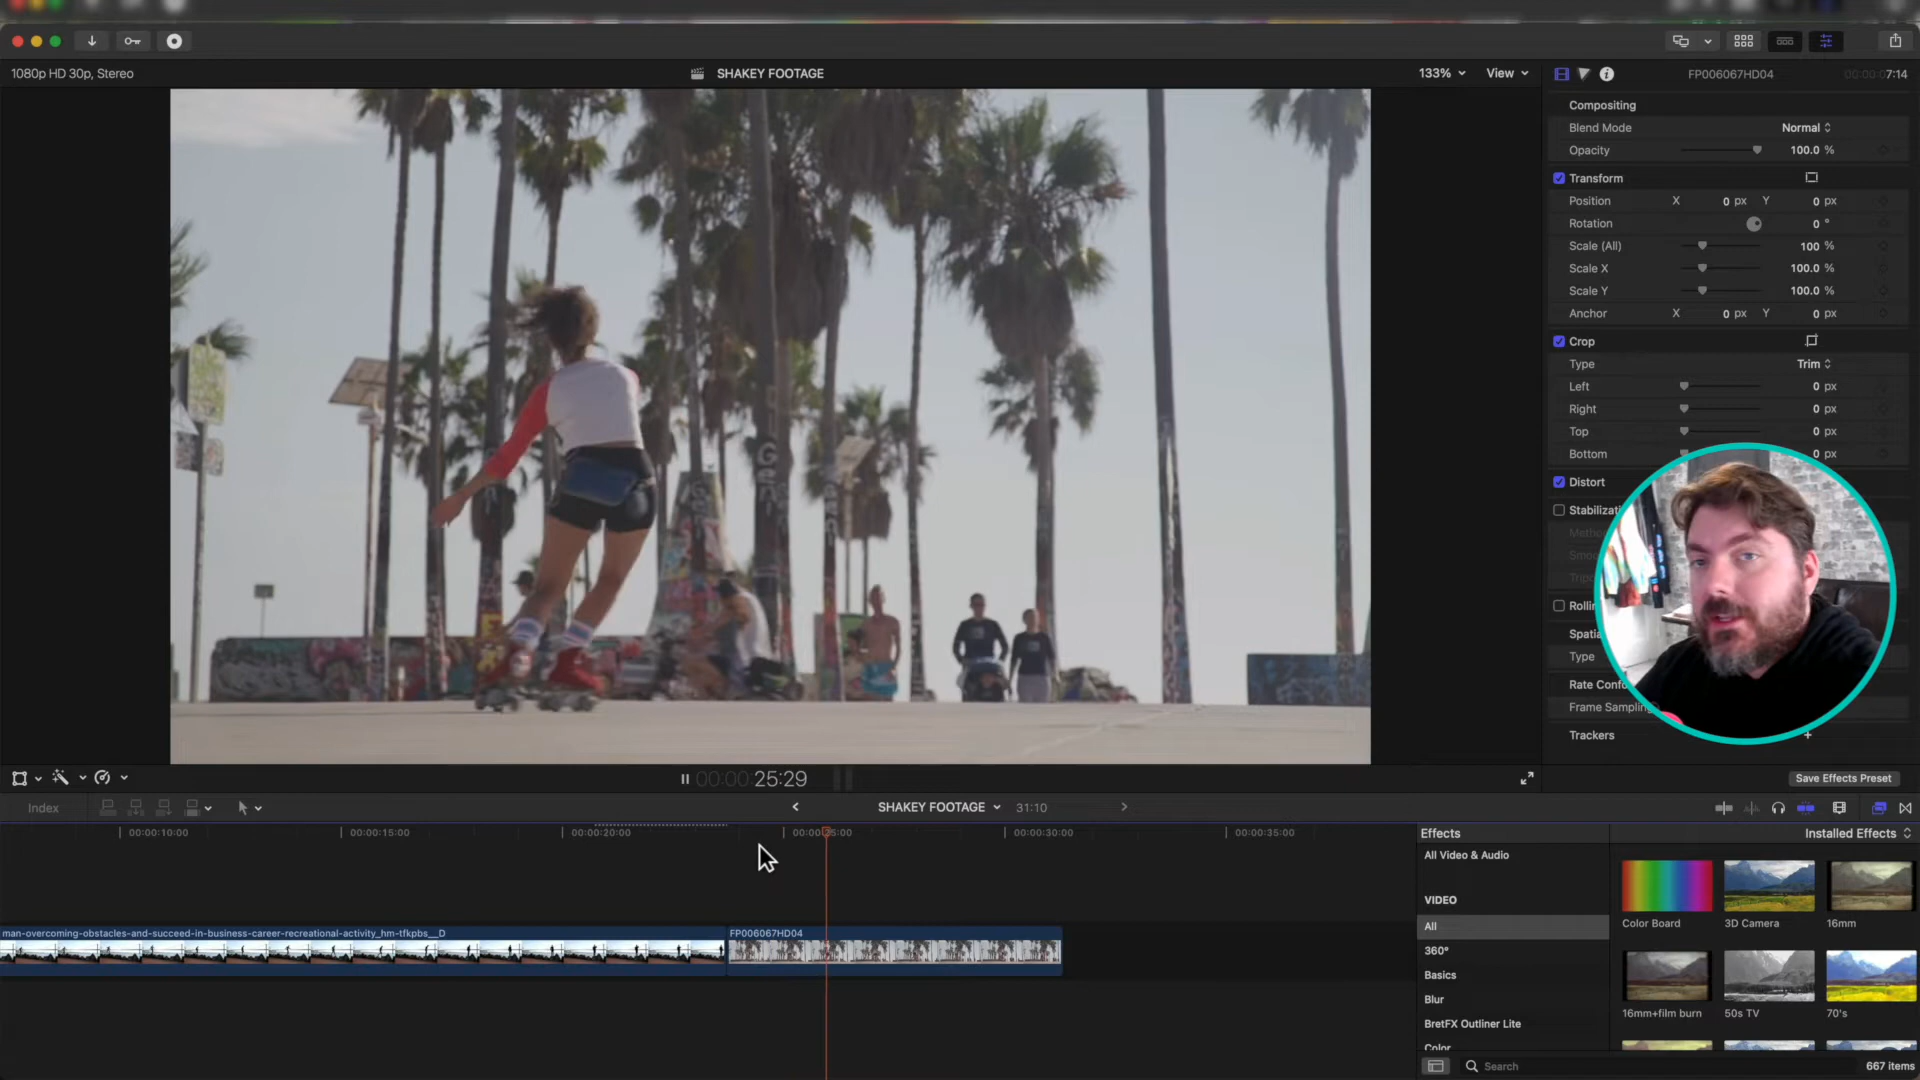 1080p HD 30p, Stereo
SHAKEY FOOTAGE
133%
View
FP006067HD04
00:00:07:14
Compositing
Blend Mode
Normal
Opacity
100.0 %
Transform
Position
X
0 px
Y
0 px
Rotation
0 °
Scale (All)
100 %
Scale X
100.0 %
Scale Y
100.0 %
Anchor
X
0 px
Y
0 px
Crop
Type
Trim
Left
0 px
Right
0 px
Top
0 px
Bottom
0 px
Distort
Type
Frame Sampling
Trackers
+
00:00:25:29
Save Effects Preset
Index
SHAKEY FOOTAGE
31:10
00:00:10:00
00:00:15:00
00:00:20:00
00:00:25:00
00:00:30:00
00:00:35:00
man-overcoming-obstacles-and-succeed-in-business-career-recreational-activity_hm-tfkpbs__D
FP006067HD04
Effects
Installed Effects
All Video & Audio
VIDEO
All
360°
Basics
Blur
BretFX Outliner Lite
Color
Color Board
3D Camera
16mm
16mm+film burn
50s TV
70's
Search
667 items